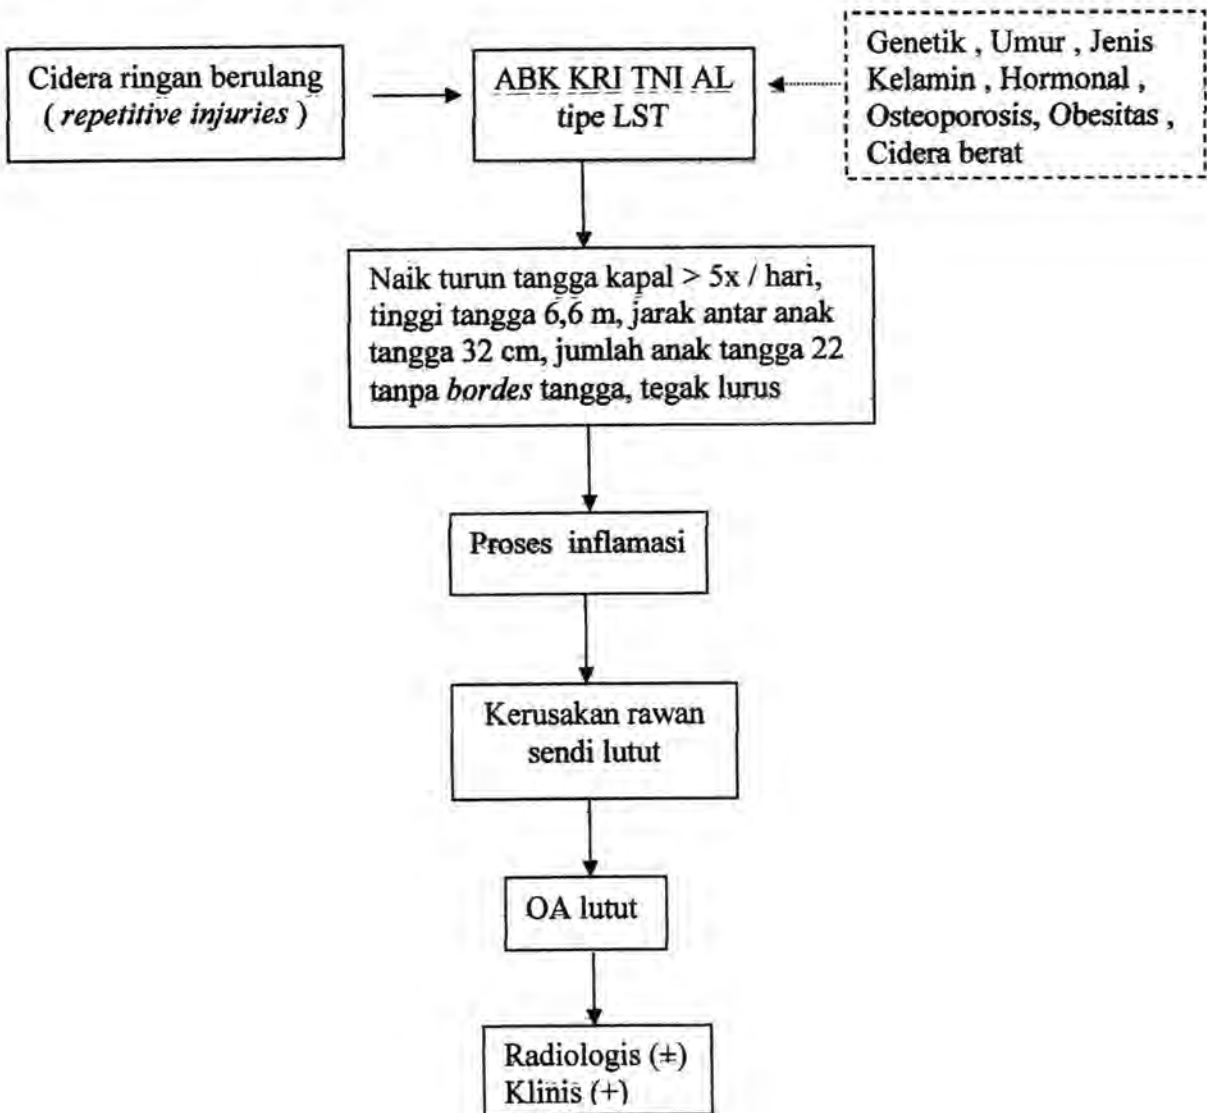 Cidera ringan berulang
( repetitive injuries )
ABK KRI TNI AL
tipe LST
Genetik , Umur , Jenis
Kelamin , Hormonal ,
Osteoporosis, Obesitas ,
Cidera berat
Naik turun tangga kapal > 5x / hari,
tinggi tangga 6,6 m, jarak antar anak
tangga 32 cm, jumlah anak tangga 22
tanpa bordes tangga, tegak lurus
Proses inflamasi
Kerusakan rawan
sendi lutut
OA lutut
Radiologis (±)
Klinis (+)